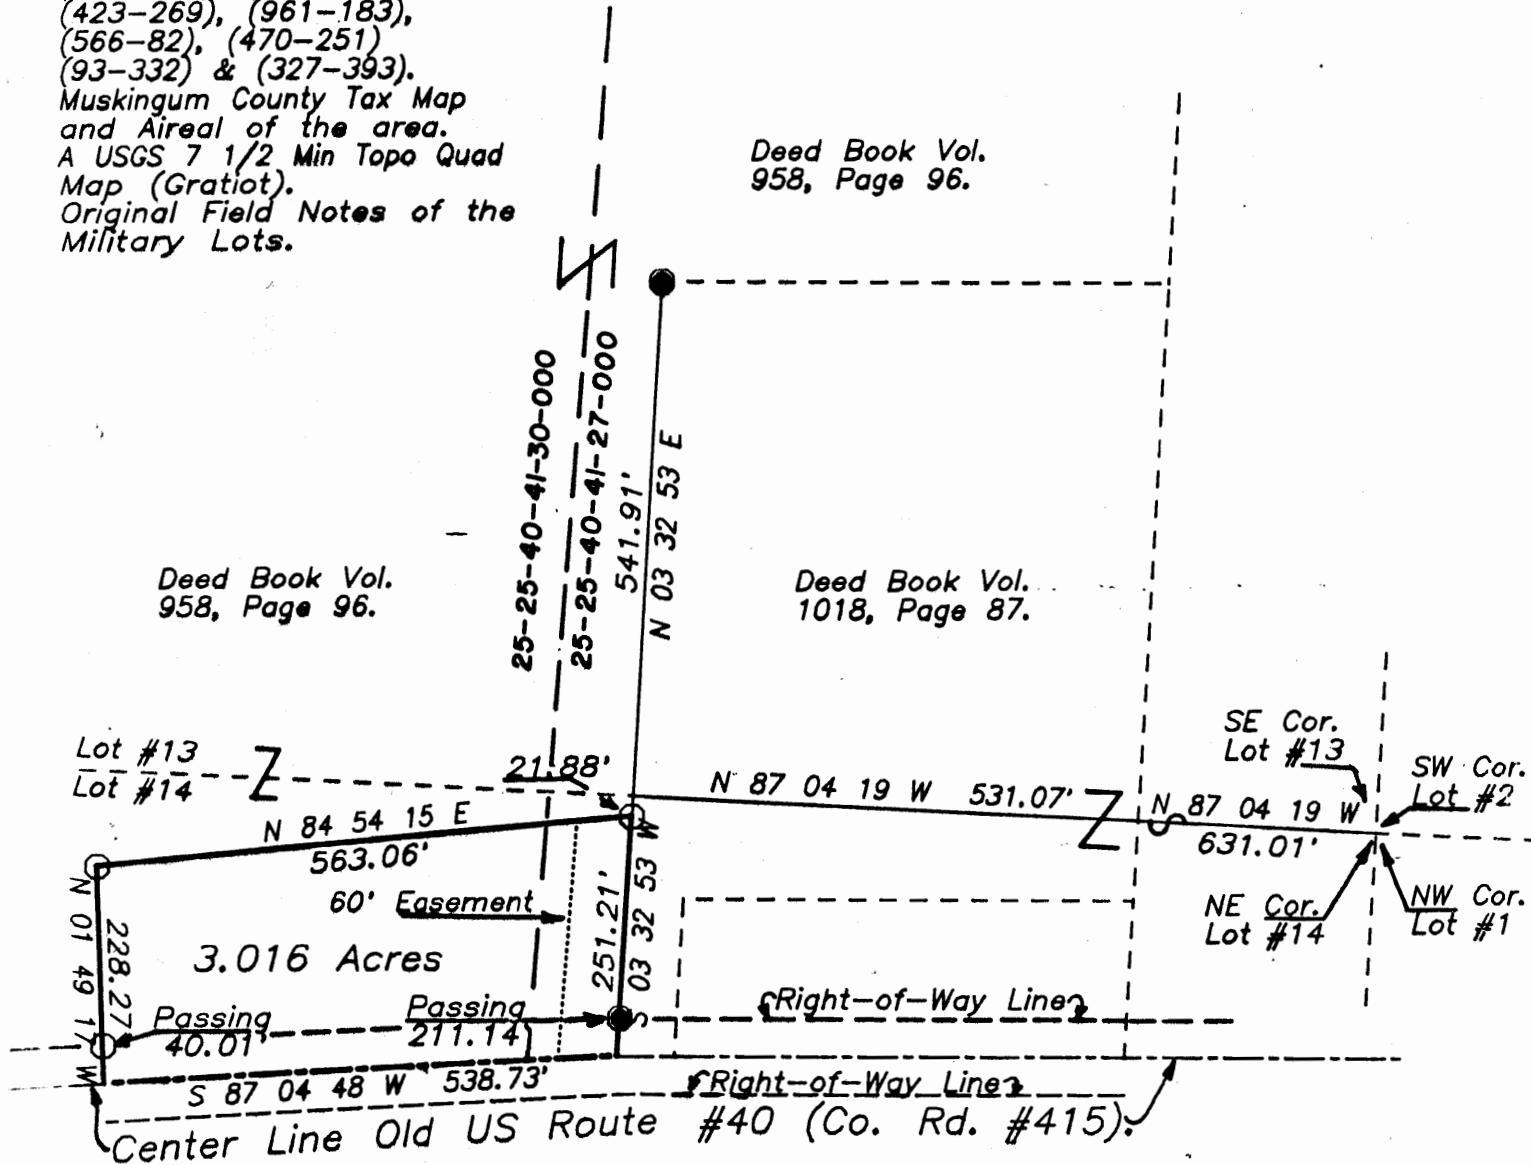 (423-269), (961-183),
(566-82), (470-251)
(93-332) & (327-393).
Muskingum County Tax Map
and Aireal of the area.
A USGS 7 1/2 Min Topo Quad
Map (Gratiot).
Original Field Notes of the
Military Lots.
Deed Book Vol.
958, Page 96.
25-25-40-41-30-000
25-25-40-41-27-000
541.91'
N 03 32 53 E
Deed Book Vol.
958, Page 96.
Deed Book Vol.
1018, Page 87.
Lot #13
Lot #14
21.88'
N 87 04 19 W 531.07'
N 87 04 19 W
631.01'
SE Cor.
Lot #13
SW Cor.
Lot #2
NE Cor.
Lot #14
NW Cor.
Lot #1
N 84 54 15 E
563.06'
60' Easement
251.21'
S 03 32 53 W
N 01 49 17 W
228.27'
3.016 Acres
Passing
40.01'
Passing
211.14'
Right-of-Way Line
S 87 04 48 W 538.73'
Right-of-Way Line
Center Line Old US Route #40 (Co. Rd. #415).